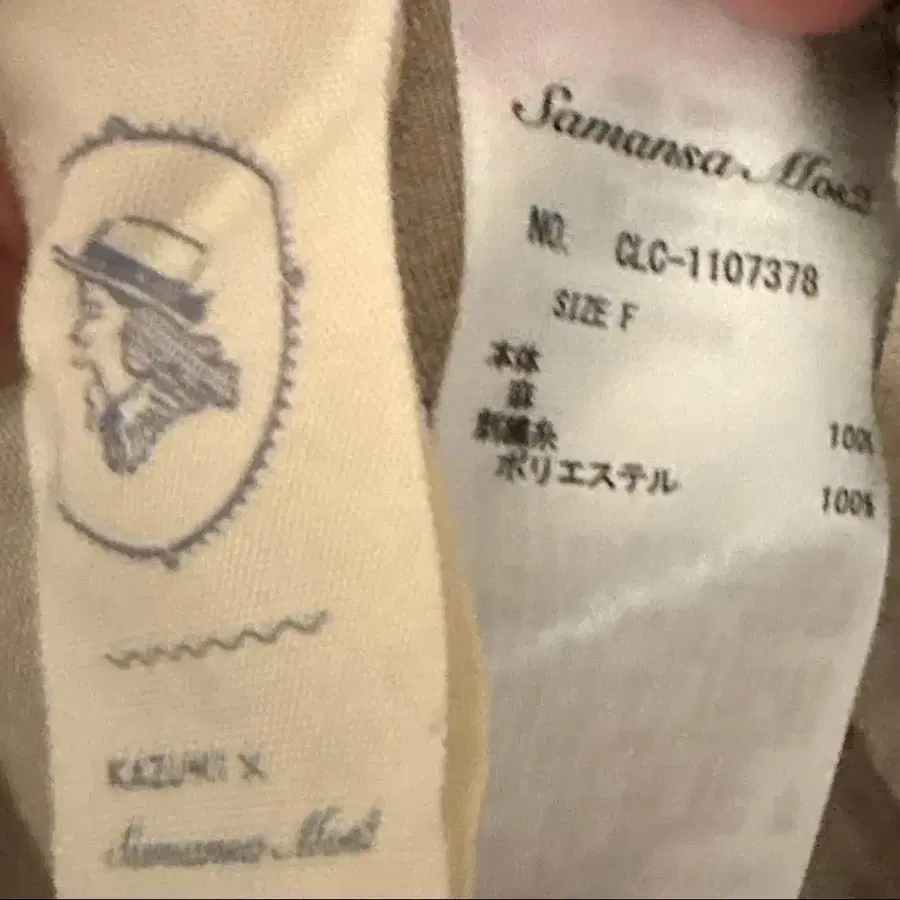 KAZUMI X
Samansa Mos2
Samansa Mos2
NO. CLC-1107378
SIZE F
本体
麻 100%
刺繍糸
ポリエステル 100%